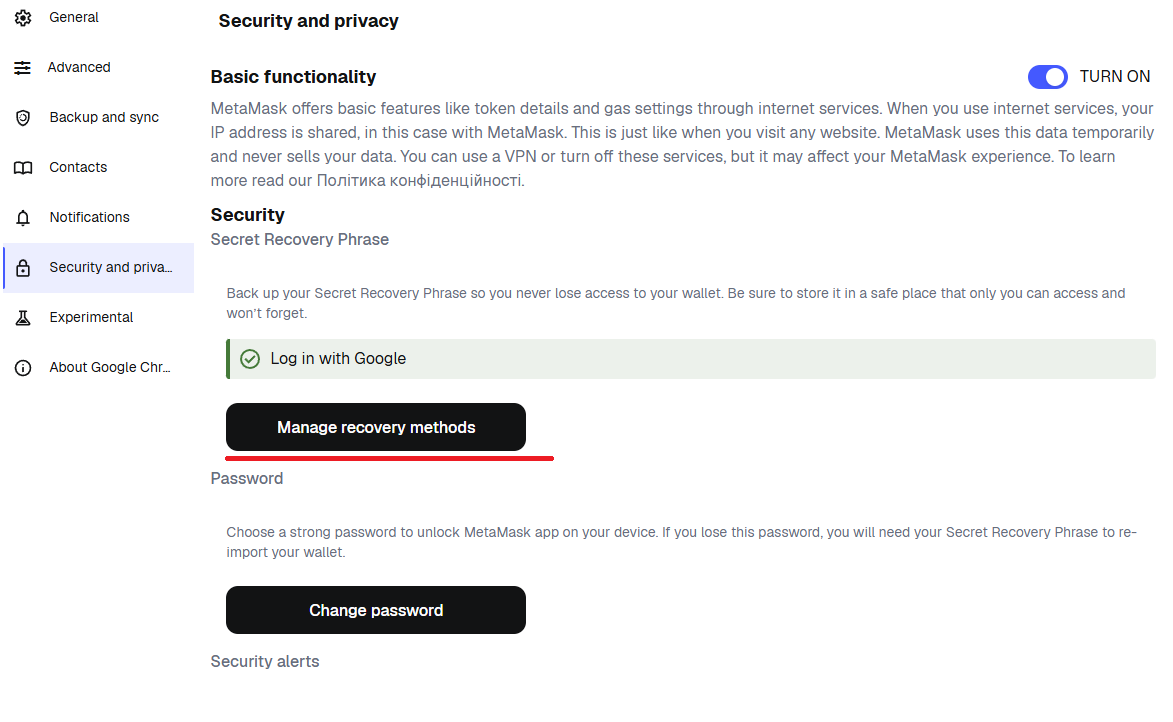 General
Advanced
Backup and sync
Contacts
Notifications
Security and priva...
Experimental
About Google Chr...
Security and privacy
Basic functionality
TURN ON
MetaMask offers basic features like token details and gas settings through internet services. When you use internet services, your
IP address is shared, in this case with MetaMask. This is just like when you visit any website. MetaMask uses this data temporarily
and never sells your data. You can use a VPN or turn off these services, but it may affect your MetaMask experience. To learn
more read our Політика конфіденційності.
Security
Secret Recovery Phrase
Back up your Secret Recovery Phrase so you never lose access to your wallet. Be sure to store it in a safe place that only you can access and
won't forget.
Log in with Google
Manage recovery methods
Password
Choose a strong password to unlock MetaMask app on your device. If you lose this password, you will need your Secret Recovery Phrase to re-
import your wallet.
Change password
Security alerts